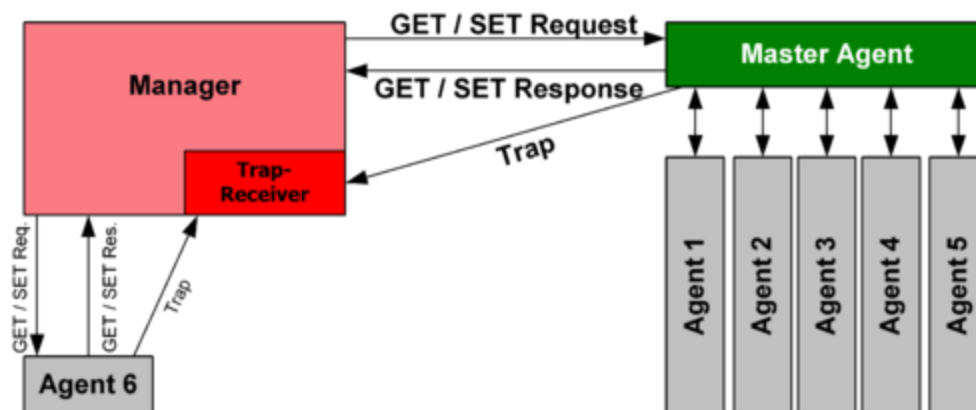 GET / SET Request
Manager
Master Agent
GET / SET Response
Trap
Trap-
Receiver
GET / SET Req.
GET / SET Res.
Trap
Agent 1
Agent 2
Agent 3
Agent 4
Agent 5
Agent 6